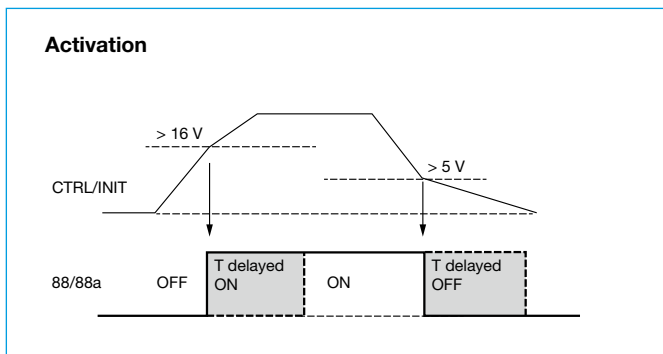 Activation
> 16 V
> 5 V
CTRL/INIT
88/88a OFF T delayed ON ON T delayed OFF